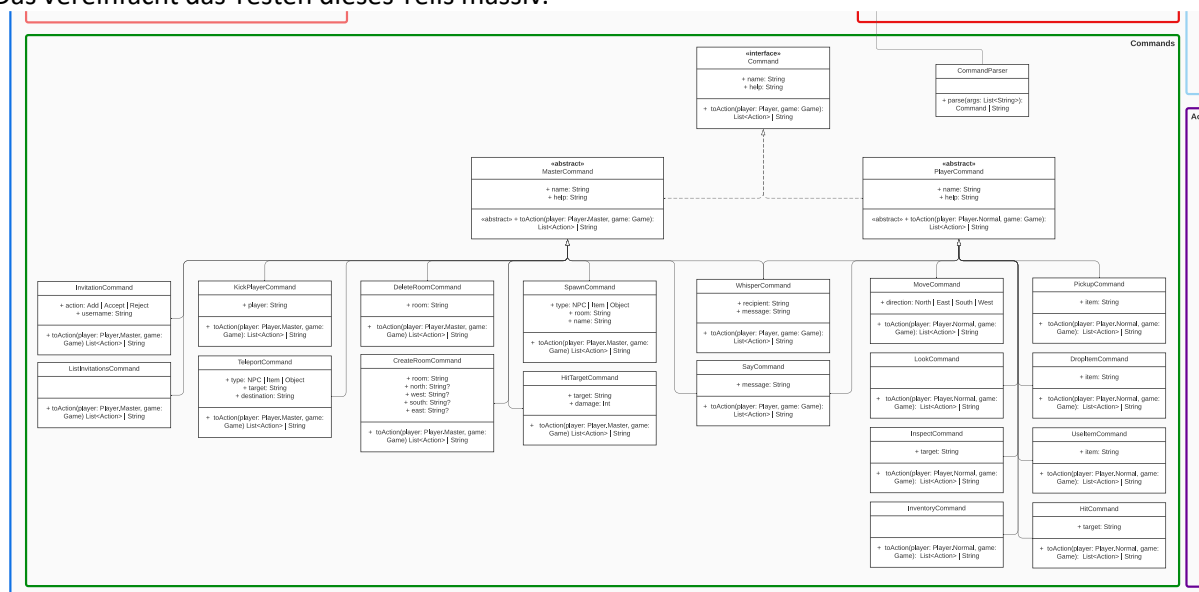 Das vereinfacht das Testen dieses Teils massiv.
Commands
«interface»
Command
+ name: String
+ help: String
+ toAction(player: Player, game: Game):
List<Action> | String
CommandParser
+ parse(args: List<String>):
Command | String
«abstract»
MasterCommand
+ name: String
+ help: String
«abstract» + toAction(player: Player.Master, game: Game):
List<Action> | String
«abstract»
PlayerCommand
+ name: String
+ help: String
«abstract» + toAction(player: Player.Normal, game: Game):
List<Action> | String
InvitationCommand
+ action: Add | Accept | Reject
+ username: String
+ toAction(player: Player.Master, game:
Game) List<Action> | String
ListInvitationsCommand
+ toAction(player: Player.Master, game:
Game) List<Action> | String
KickPlayerCommand
+ player: String
+ toAction(player: Player.Master, game:
Game): List<Action> | String
TeleportCommand
+ type: NPC | Item | Object
+ target: String
+ destination: String
+ toAction(player: Player.Master, game:
Game) List<Action> | String
DeleteRoomCommand
+ room: String
+ toAction(player: Player.Master, game:
Game): List<Action> | String
CreateRoomCommand
+ room: String
+ north: String?
+ west: String?
+ south: String?
+ east: String?
+ toAction(player: Player.Master, game:
Game) List<Action> | String
SpawnCommand
+ type: NPC | Item | Object
+ room: String
+ name: String
+ toAction(player: Player.Master, game:
Game) List<Action> | String
HitTargetCommand
+ target: String
+ damage: Int
+ toAction(player: Player.Master, game:
Game) List<Action> | String
WhisperCommand
+ recipient: String
+ message: String
+ toAction(player: Player, game: Game):
List<Action> | String
SayCommand
+ message: String
+ toAction(player: Player, game: Game):
List<Action> | String
MoveCommand
+ direction: North | East | South | West
+ toAction(player: Player.Normal, game:
Game): List<Action> | String
LookCommand
+ toAction(player: Player.Normal, game:
Game): List<Action> | String
InspectCommand
+ target: String
+ toAction(player: Player.Normal, game:
Game): List<Action> | String
InventoryCommand
+ toAction(player: Player.Normal, game:
Game): List<Action> | String
PickupCommand
+ item: String
+ toAction(player: Player.Normal, game:
Game): List<Action> | String
DropItemCommand
+ item: String
+ toAction(player: Player.Normal, game:
Game): List<Action> | String
UseItemCommand
+ item: String
+ toAction(player: Player.Normal, game:
Game): List<Action> | String
HitCommand
+ target: String
+ toAction(player: Player.Normal, game:
Game): List<Action> | String